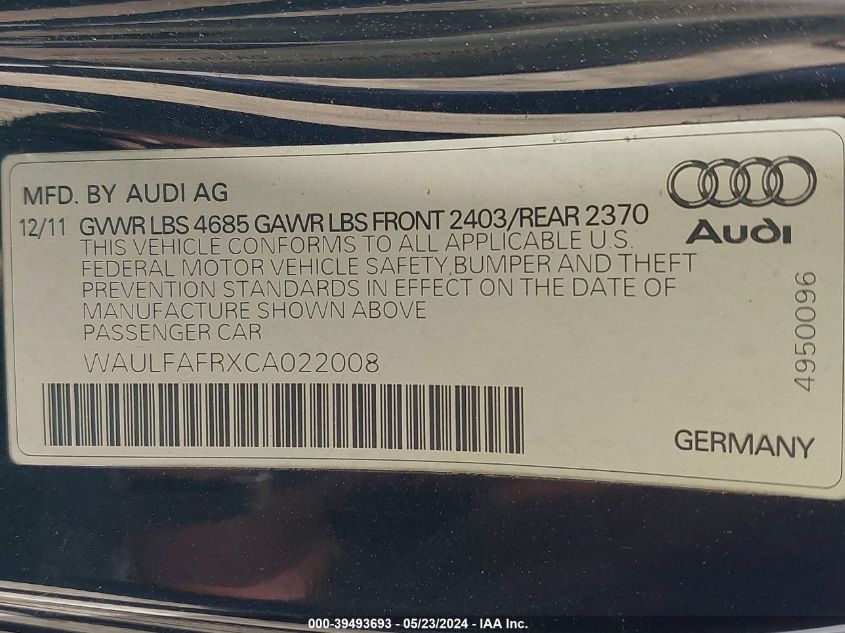 MFD. BY AUDI AG
12/11 GVWR LBS 4685 GAWR LBS FRONT 2403/REAR 2370
THIS VEHICLE CONFORMS TO ALL APPLICABLE U.S.
FEDERAL MOTOR VEHICLE SAFETY,BUMPER AND THEFT
PREVENTION STANDARDS IN EFFECT ON THE DATE OF
MANUFACTURE SHOWN ABOVE
PASSENGER CAR
WAULFAFRXCA022008
Audi
4950096
GERMANY
000-39493693 - 05/23/2024 - IAA Inc.